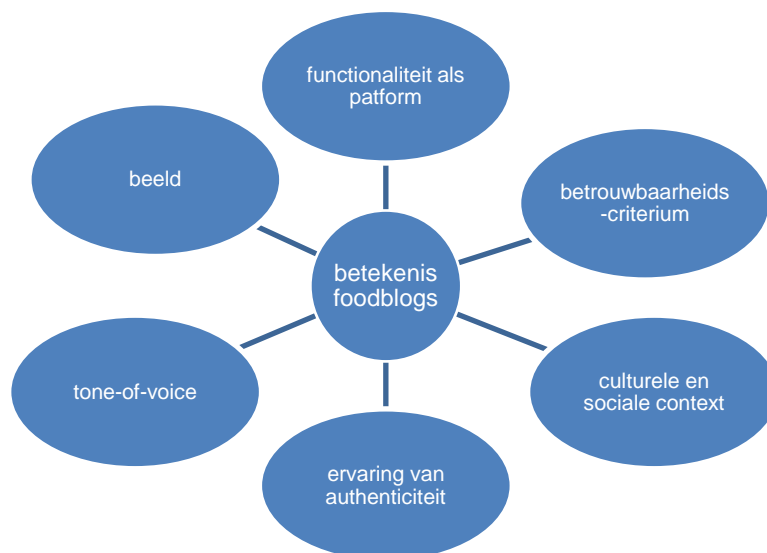 functionaliteit als
patform
beeld
betrouwbaarheids
-criterium
betekenis
foodblogs
tone-of-voice
culturele en
sociale context
ervaring van
authenticiteit